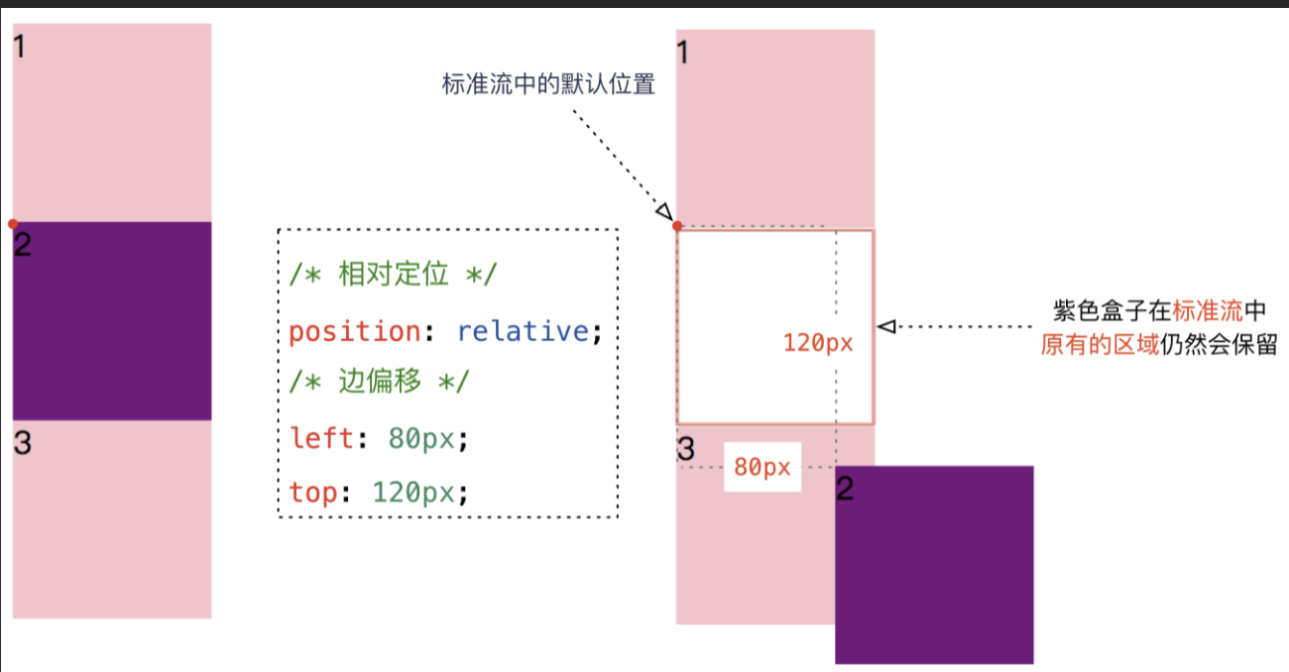 1
2
3
/* 相对定位 */
position: relative;
/* 边偏移 */
left: 80px;
top: 120px;
标准流中的默认位置
1
120px
紫色盒子在标准流中
原有的区域仍然会保留
3
80px
2